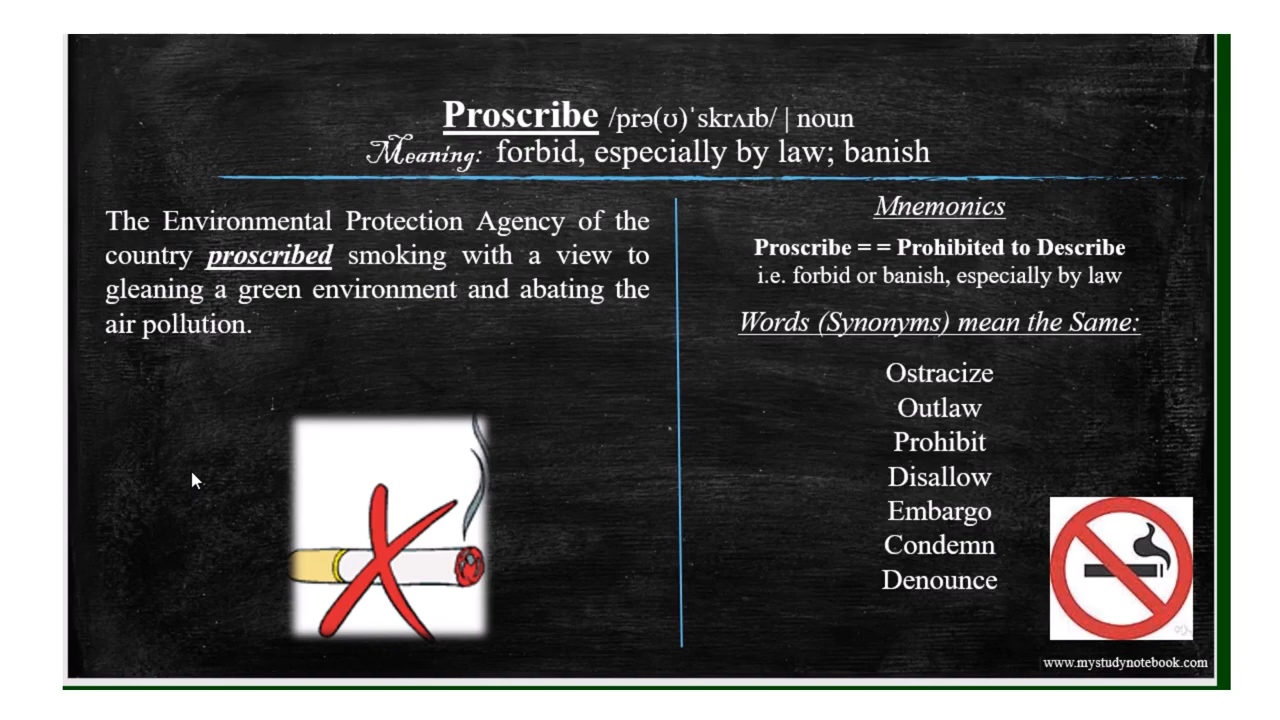 Proscribe /prə(ʊ)ˈskrʌɪb/ | noun
Meaning: forbid, especially by law; banish
The Environmental Protection Agency of the
country proscribed smoking with a view to
gleaning a green environment and abating the
air pollution.
Mnemonics
Proscribe = = Prohibited to Describe
i.e. forbid or banish, especially by law
Words (Synonyms) mean the Same:
Ostracize
Outlaw
Prohibit
Disallow
Embargo
Condemn
Denounce
www.mystudynotebook.com